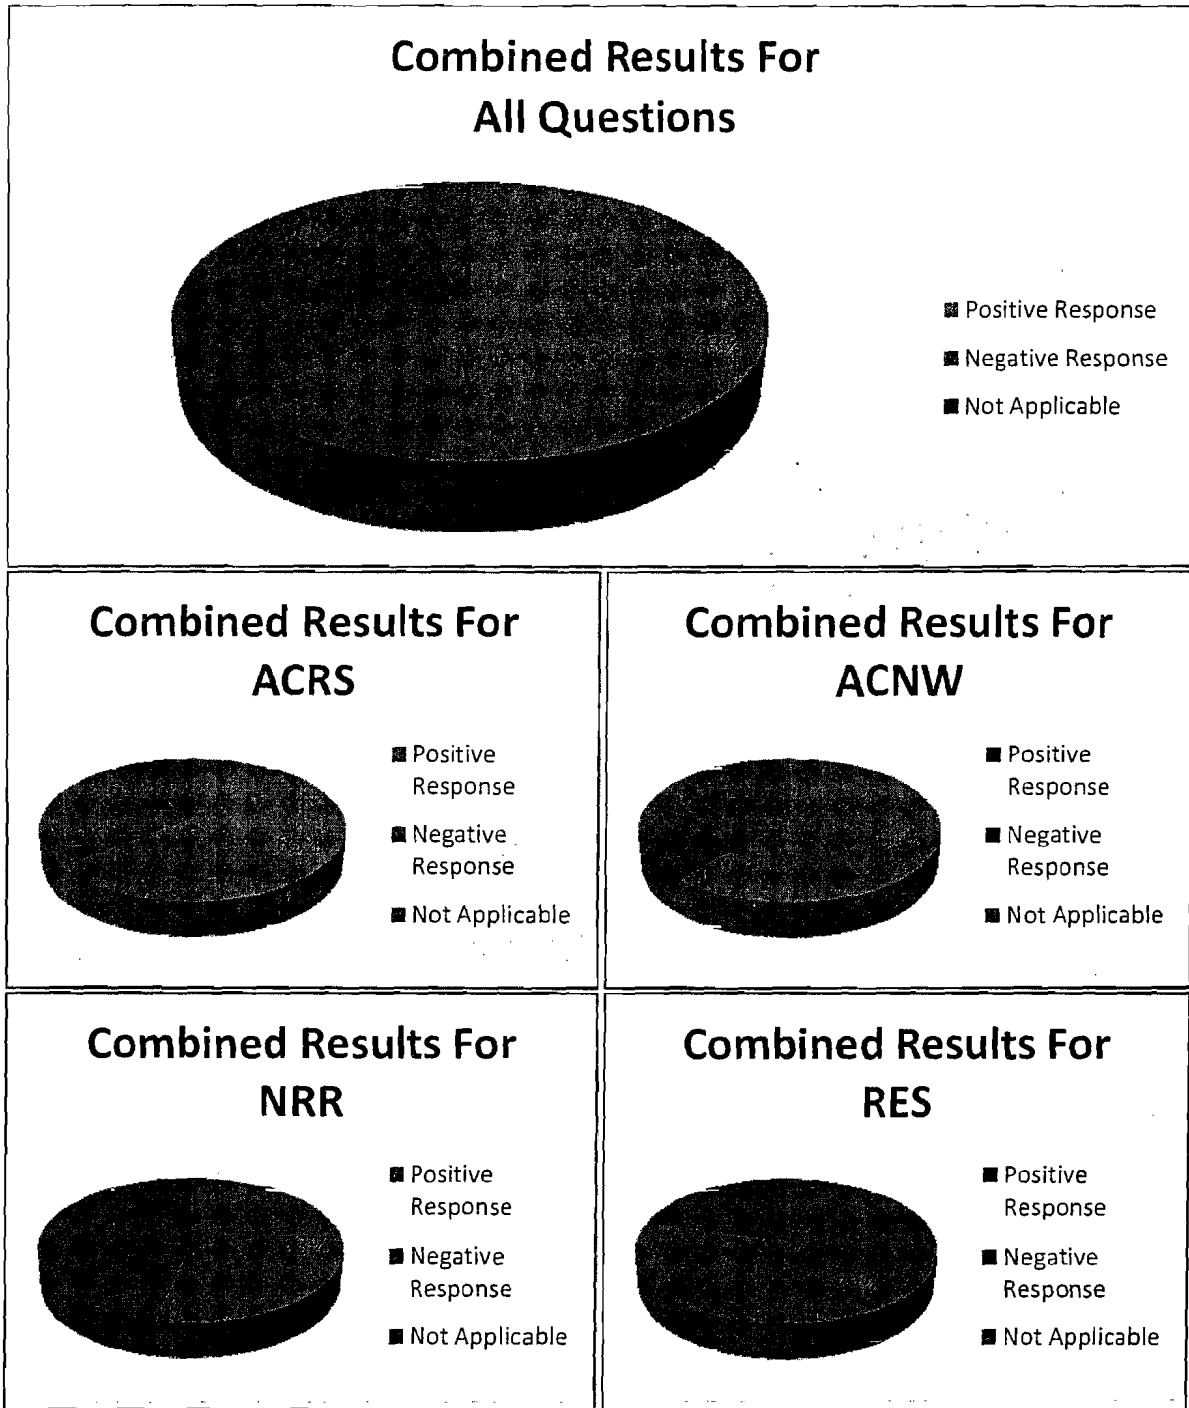 Combined Results For
All Questions
Positive Response
Negative Response
Not Applicable
Combined Results For
ACRS
Positive
Response
Negative
Response
Not Applicable
Combined Results For
ACNW
Positive
Response
Negative
Response
Not Applicable
Combined Results For
NRR
Positive
Response
Negative
Response
Not Applicable
Combined Results For
RES
Positive
Response
Negative
Response
Not Applicable